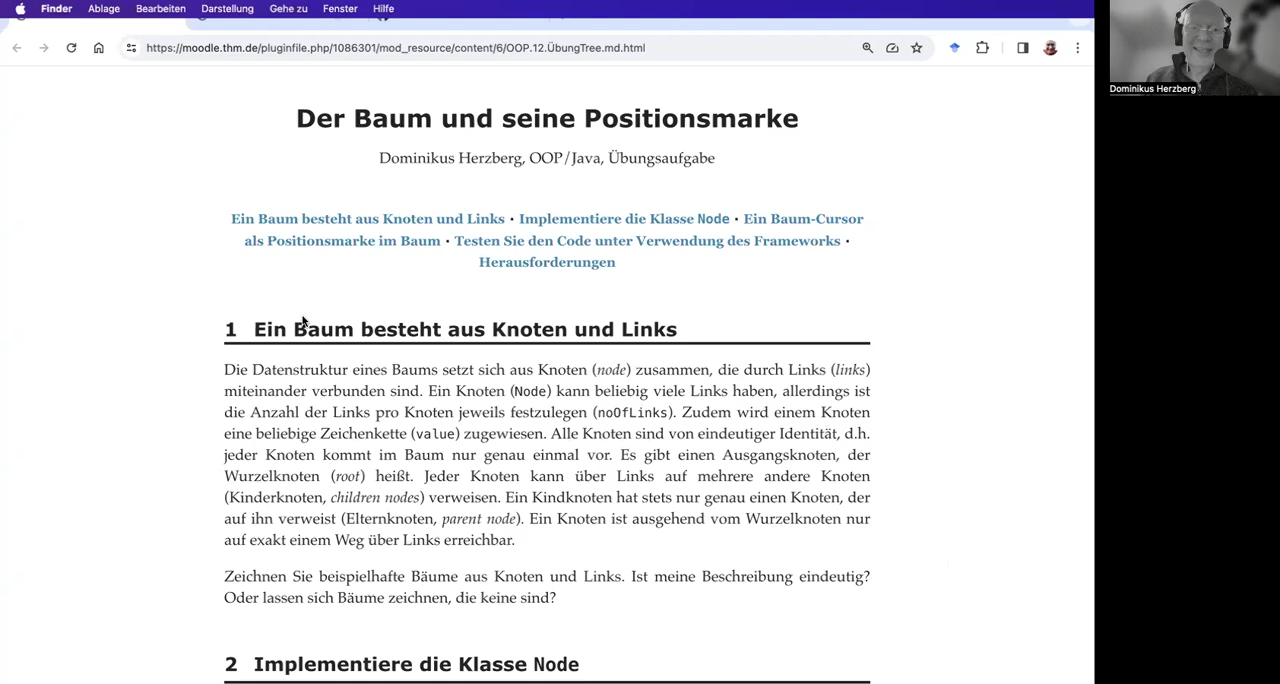 Finder Ablage Bearbeiten Darstellung Gehe zu Fenster Hilfe
https://moodle.thm.de/pluginfile.php/1086301/mod_resource/content/6/OOP.12.ÜbungTree.md.html
Dominikus Herzberg
Der Baum und seine Positionsmarke
Dominikus Herzberg, OOP/Java, Übungsaufgabe
Ein Baum besteht aus Knoten und Links · Implementiere die Klasse Node · Ein Baum-Cursor
als Positionsmarke im Baum · Testen Sie den Code unter Verwendung des Frameworks ·
Herausforderungen
1 Ein Baum besteht aus Knoten und Links
Die Datenstruktur eines Baums setzt sich aus Knoten (node) zusammen, die durch Links (links)
miteinander verbunden sind. Ein Knoten (Node) kann beliebig viele Links haben, allerdings ist
die Anzahl der Links pro Knoten jeweils festzulegen (noOfLinks). Zudem wird einem Knoten
eine beliebige Zeichenkette (value) zugewiesen. Alle Knoten sind von eindeutiger Identität, d.h.
jeder Knoten kommt im Baum nur genau einmal vor. Es gibt einen Ausgangsknoten, der
Wurzelknoten (root) heißt. Jeder Knoten kann über Links auf mehrere andere Knoten
(Kinderknoten, children nodes) verweisen. Ein Kindknoten hat stets nur genau einen Knoten, der
auf ihn verweist (Elternknoten, parent node). Ein Knoten ist ausgehend vom Wurzelknoten nur
auf exakt einem Weg über Links erreichbar.
Zeichnen Sie beispielhafte Bäume aus Knoten und Links. Ist meine Beschreibung eindeutig?
Oder lassen sich Bäume zeichnen, die keine sind?
2 Implementiere die Klasse Node